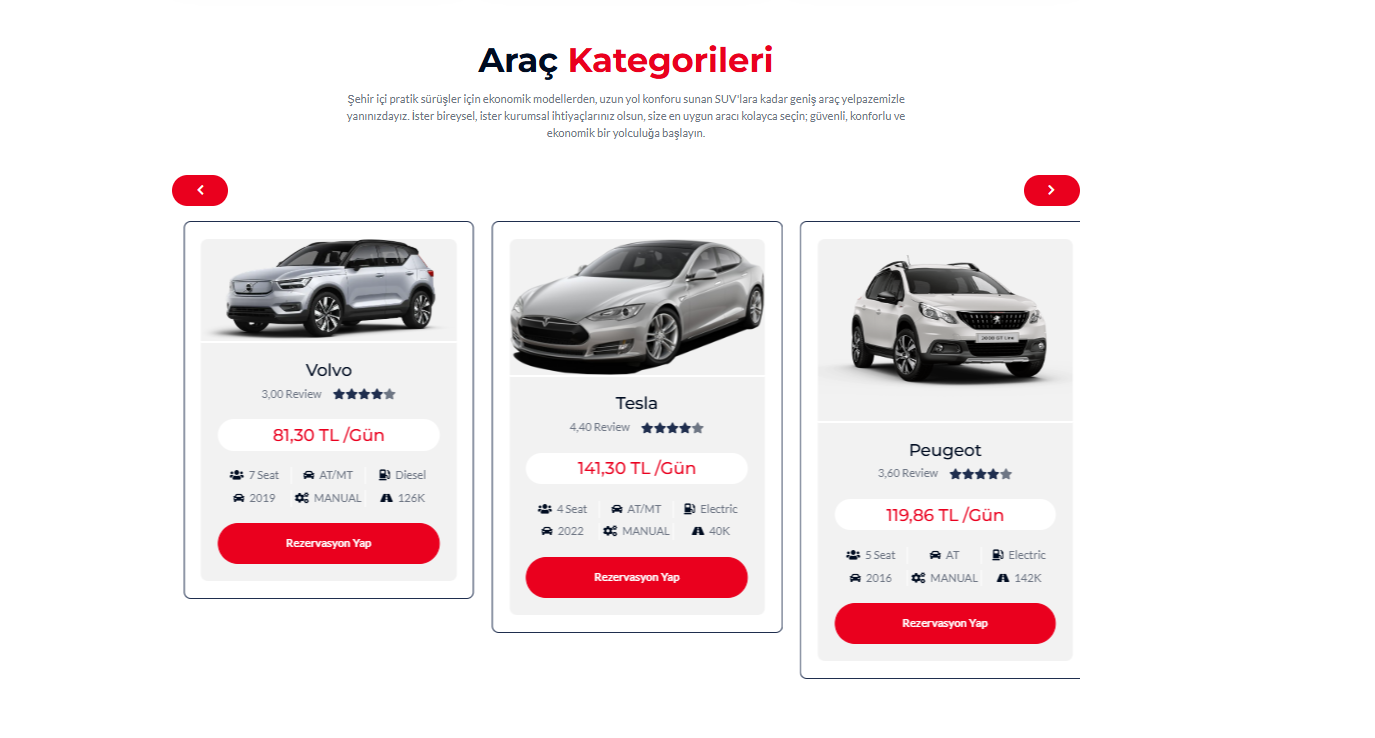 Araç Kategorileri
Şehir içi pratik sürüşler için ekonomik modellerden, uzun yol konforu sunan SUV'lara kadar geniş araç yelpazemizle
yanınızdayız. İster bireysel, ister kurumsal ihtiyaçlarınız olsun, size en uygun aracı kolayca seçin; güvenli, konforlu ve
ekonomik bir yolculuğa başlayın.
Volvo
3,00 Review
81,30 TL /Gün
7 Seat AT/MT Diesel
2019 MANUAL 126K
Rezervasyon Yap
Tesla
4,40 Review
141,30 TL /Gün
4 Seat AT/MT Electric
2022 MANUAL 40K
Rezervasyon Yap
2008 GT Line
Peugeot
3,60 Review
119,86 TL /Gün
5 Seat AT Electric
2016 MANUAL 142K
Rezervasyon Yap